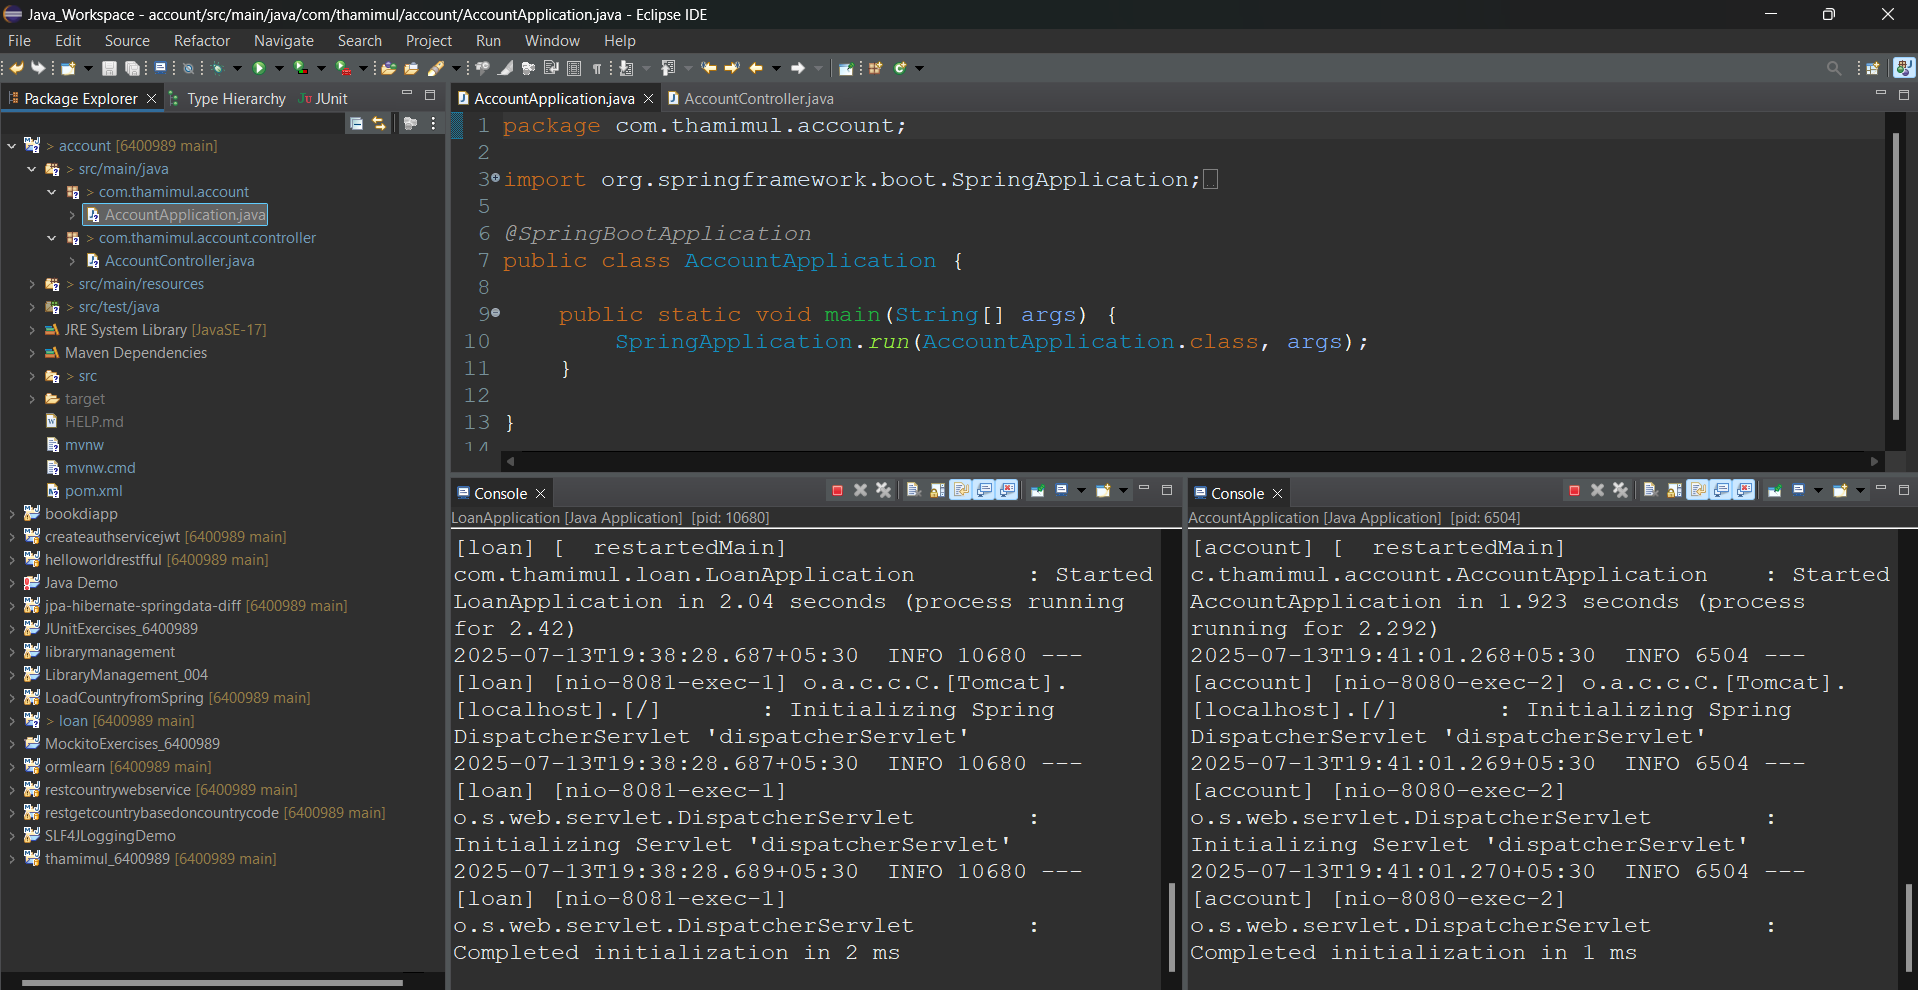 Java_Workspace - account/src/main/java/com/thamimul/account/AccountApplication.java - Eclipse IDE
File Edit Source Refactor Navigate Search Project Run Window Help
Package Explorer Type Hierarchy JUnit
> account [6400989 main]
> src/main/java
> com.thamimul.account
AccountApplication.java
> com.thamimul.account.controller
AccountController.java
> src/main/resources
> src/test/java
JRE System Library [JavaSE-17]
Maven Dependencies
> src
target
HELP.md
mvnw
mvnw.cmd
pom.xml
bookdiapp
createauthservicejwt [6400989 main]
helloworldrestfful [6400989 main]
Java Demo
jpa-hibernate-springdata-diff [6400989 main]
JUnitExercises_6400989
librarymanagement
LibraryManagement_004
LoadCountryfromSpring [6400989 main]
> loan [6400989 main]
MockitoExercises_6400989
ormlearn [6400989 main]
restcountrywebservice [6400989 main]
restgetcountrybasedoncountrycode [6400989 main]
SLF4JLoggingDemo
thamimul_6400989 [6400989 main]
AccountApplication.java AccountController.java
1 package com.thamimul.account;
2
3 import org.springframework.boot.SpringApplication;
5
6 @SpringBootApplication
7 public class AccountApplication {
8
9 public static void main(String[] args) {
10 SpringApplication.run(AccountApplication.class, args);
11 }
12
13 }
14
Console
LoanApplication [Java Application] [pid: 10680]
[loan] [  restartedMain]
com.thamimul.loan.LoanApplication : Started
LoanApplication in 2.04 seconds (process running
for 2.42)
2025-07-13T19:38:28.687+05:30 INFO 10680 ---
[loan] [nio-8081-exec-1] o.a.c.c.C.[Tomcat].
[localhost].[/] : Initializing Spring
DispatcherServlet 'dispatcherServlet'
2025-07-13T19:38:28.687+05:30 INFO 10680 ---
[loan] [nio-8081-exec-1]
o.s.web.servlet.DispatcherServlet :
Initializing Servlet 'dispatcherServlet'
2025-07-13T19:38:28.689+05:30 INFO 10680 ---
[loan] [nio-8081-exec-1]
o.s.web.servlet.DispatcherServlet :
Completed initialization in 2 ms
Console
AccountApplication [Java Application] [pid: 6504]
[account] [  restartedMain]
c.thamimul.account.AccountApplication : Started
AccountApplication in 1.923 seconds (process
running for 2.292)
2025-07-13T19:41:01.268+05:30 INFO 6504 ---
[account] [nio-8080-exec-2] o.a.c.c.C.[Tomcat].
[localhost].[/] : Initializing Spring
DispatcherServlet 'dispatcherServlet'
2025-07-13T19:41:01.269+05:30 INFO 6504 ---
[account] [nio-8080-exec-2]
o.s.web.servlet.DispatcherServlet :
Initializing Servlet 'dispatcherServlet'
2025-07-13T19:41:01.270+05:30 INFO 6504 ---
[account] [nio-8080-exec-2]
o.s.web.servlet.DispatcherServlet :
Completed initialization in 1 ms